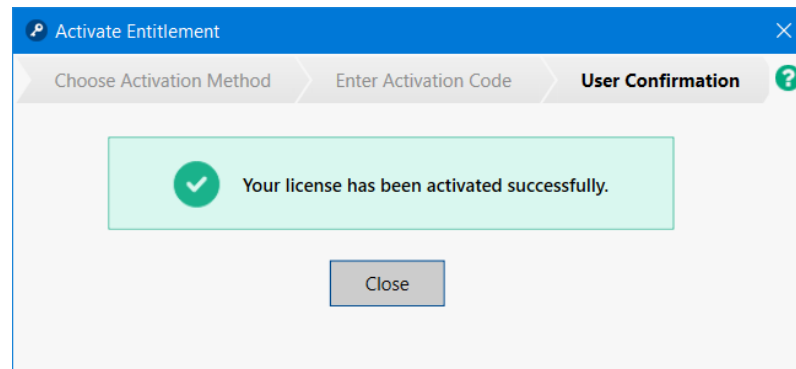 Activate Entitlement
Choose Activation Method
Enter Activation Code
User Confirmation
?
Your license has been activated successfully.
Close